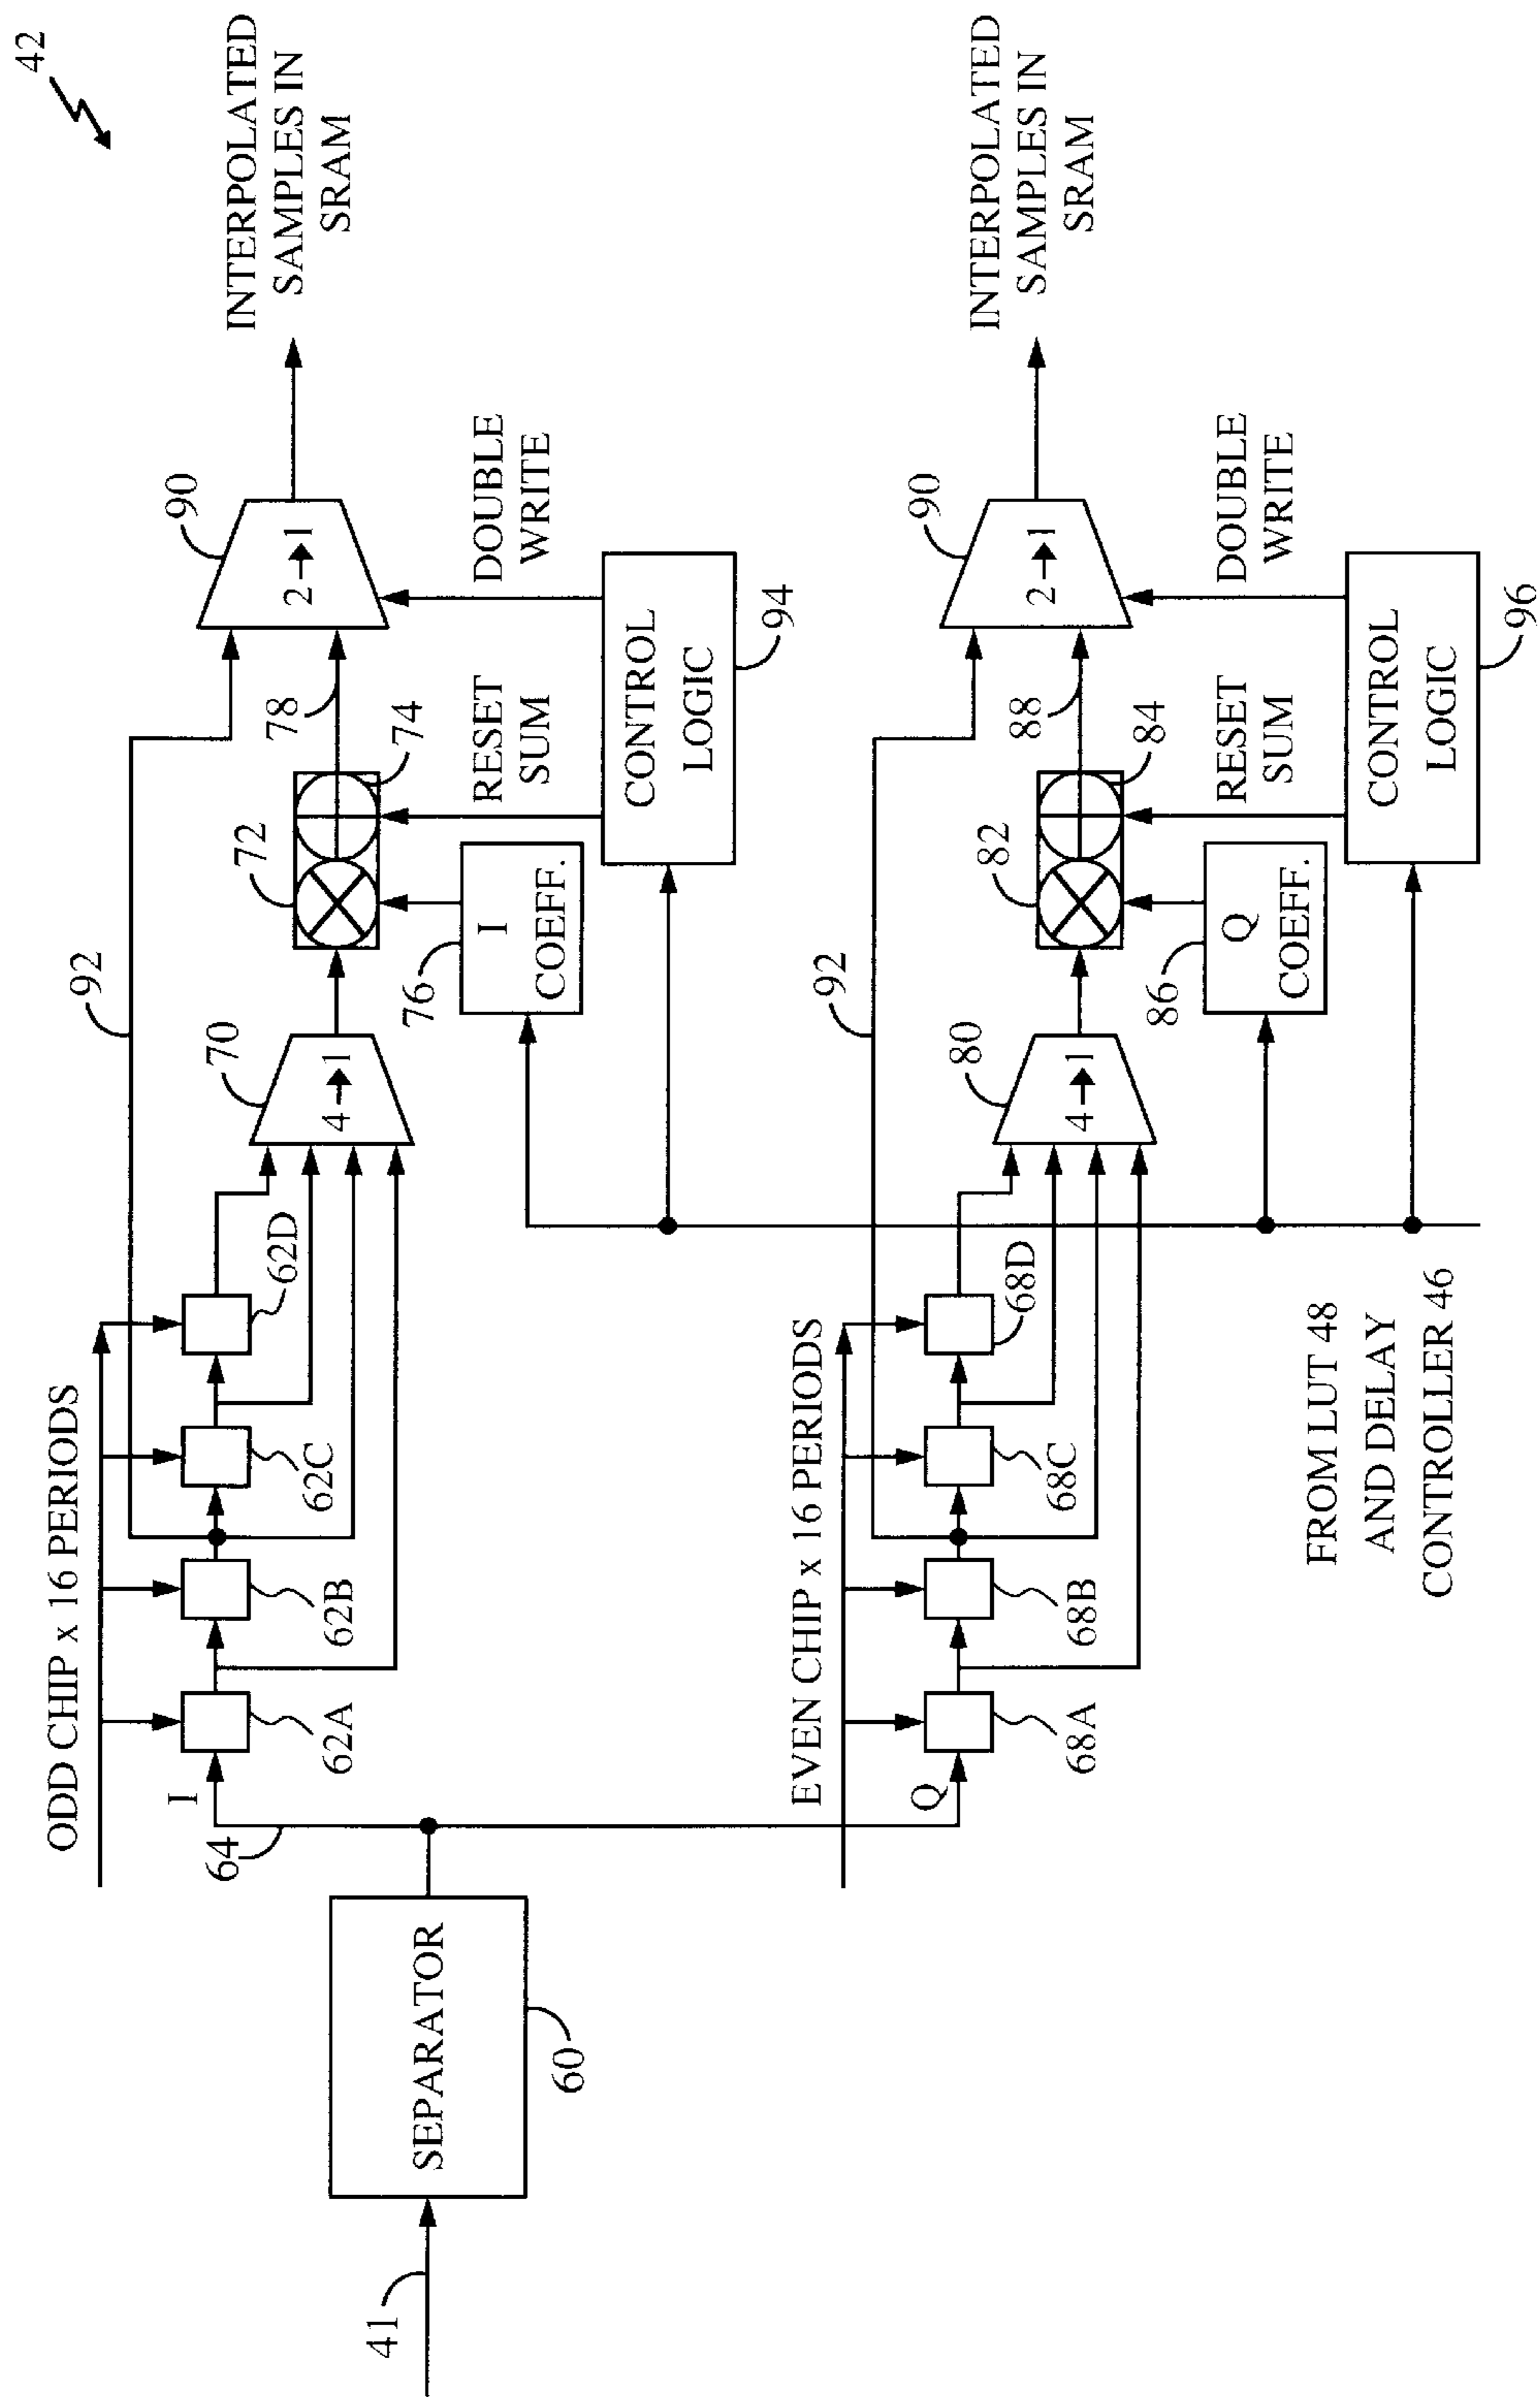 42
ODD CHIP x 16 PERIODS
92
90
INTERPOLATED
SAMPLES IN
SRAM
I
64
62A
62B
62C
62D
70
4→1
72
74
78
2→1
76
I
COEFF.
RESET
SUM
DOUBLE
WRITE
CONTROL
LOGIC
94
41
SEPARATOR
60
EVEN CHIP x 16 PERIODS
92
90
INTERPOLATED
SAMPLES IN
SRAM
Q
68A
68B
68C
68D
80
4→1
82
84
88
2→1
86
Q
COEFF.
RESET
SUM
DOUBLE
WRITE
CONTROL
LOGIC
96
FROM LUT 48
AND DELAY
CONTROLLER 46